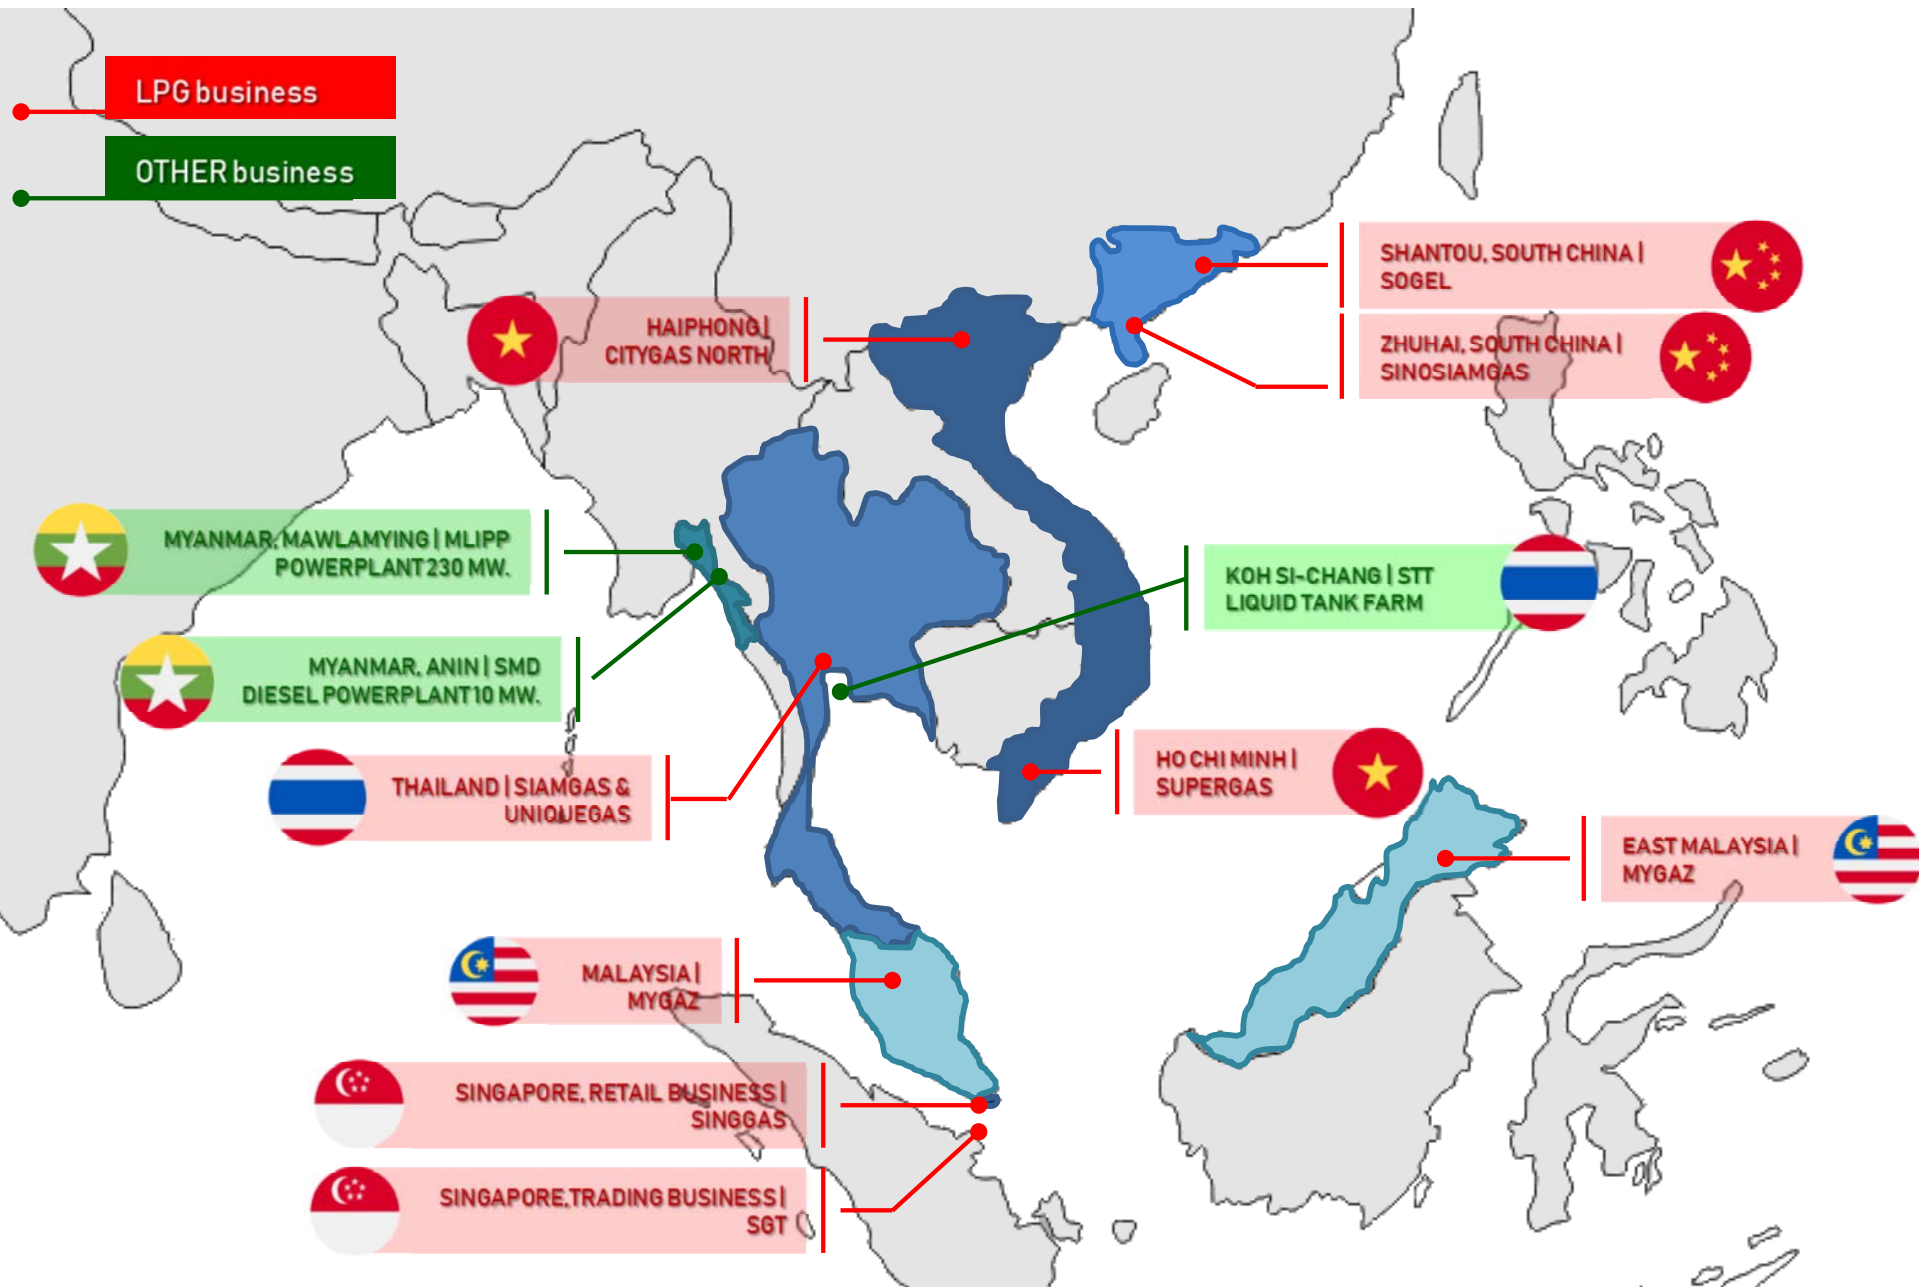 LPG business
OTHER business
SHANTOU, SOUTH CHINA |
SOGEL
HAIPHONG |
CITYGAS NORTH
ZHUHAI, SOUTH CHINA |
SINOSIAMGAS
MYANMAR, MAWLAMYING | MLIPP
POWERPLANT 230 MW.
KOH SI-CHANG | STT
LIQUID TANK FARM
MYANMAR, ANIN | SMD
DIESEL POWERPLANT 10 MW.
THAILAND | SIAMGAS &
UNIQUEGAS
HO CHI MINH |
SUPERGAS
EAST MALAYSIA |
MYGAZ
MALAYSIA |
MYGAZ
SINGAPORE, RETAIL BUSINESS |
SINGGAS
SINGAPORE,TRADING BUSINESS |
SGT